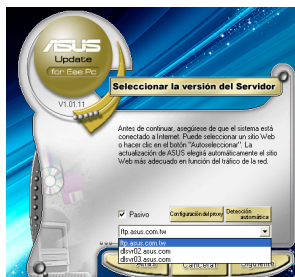 ASUS
Update
for Eee Pc
V1.01.11
Seleccionar la versión del Servidor
Antes de continuar, asegúrese de que el sistema está
conectado a Internet. Puede seleccionar un sitio Web
o hacer clic en el botón "Autoseleccionar". La
actualización de ASUS elegirá automáticamente el sitio
Web más adecuado en función del tráfico de la red.
Pasivo
Configuración del proxy
Detección
automática
ftp.asus.com.tw
ftp.asus.com.tw
dlsvr02.asus.com
dlsvr03.asus.com
Atrás
Cancelar
Siguiente